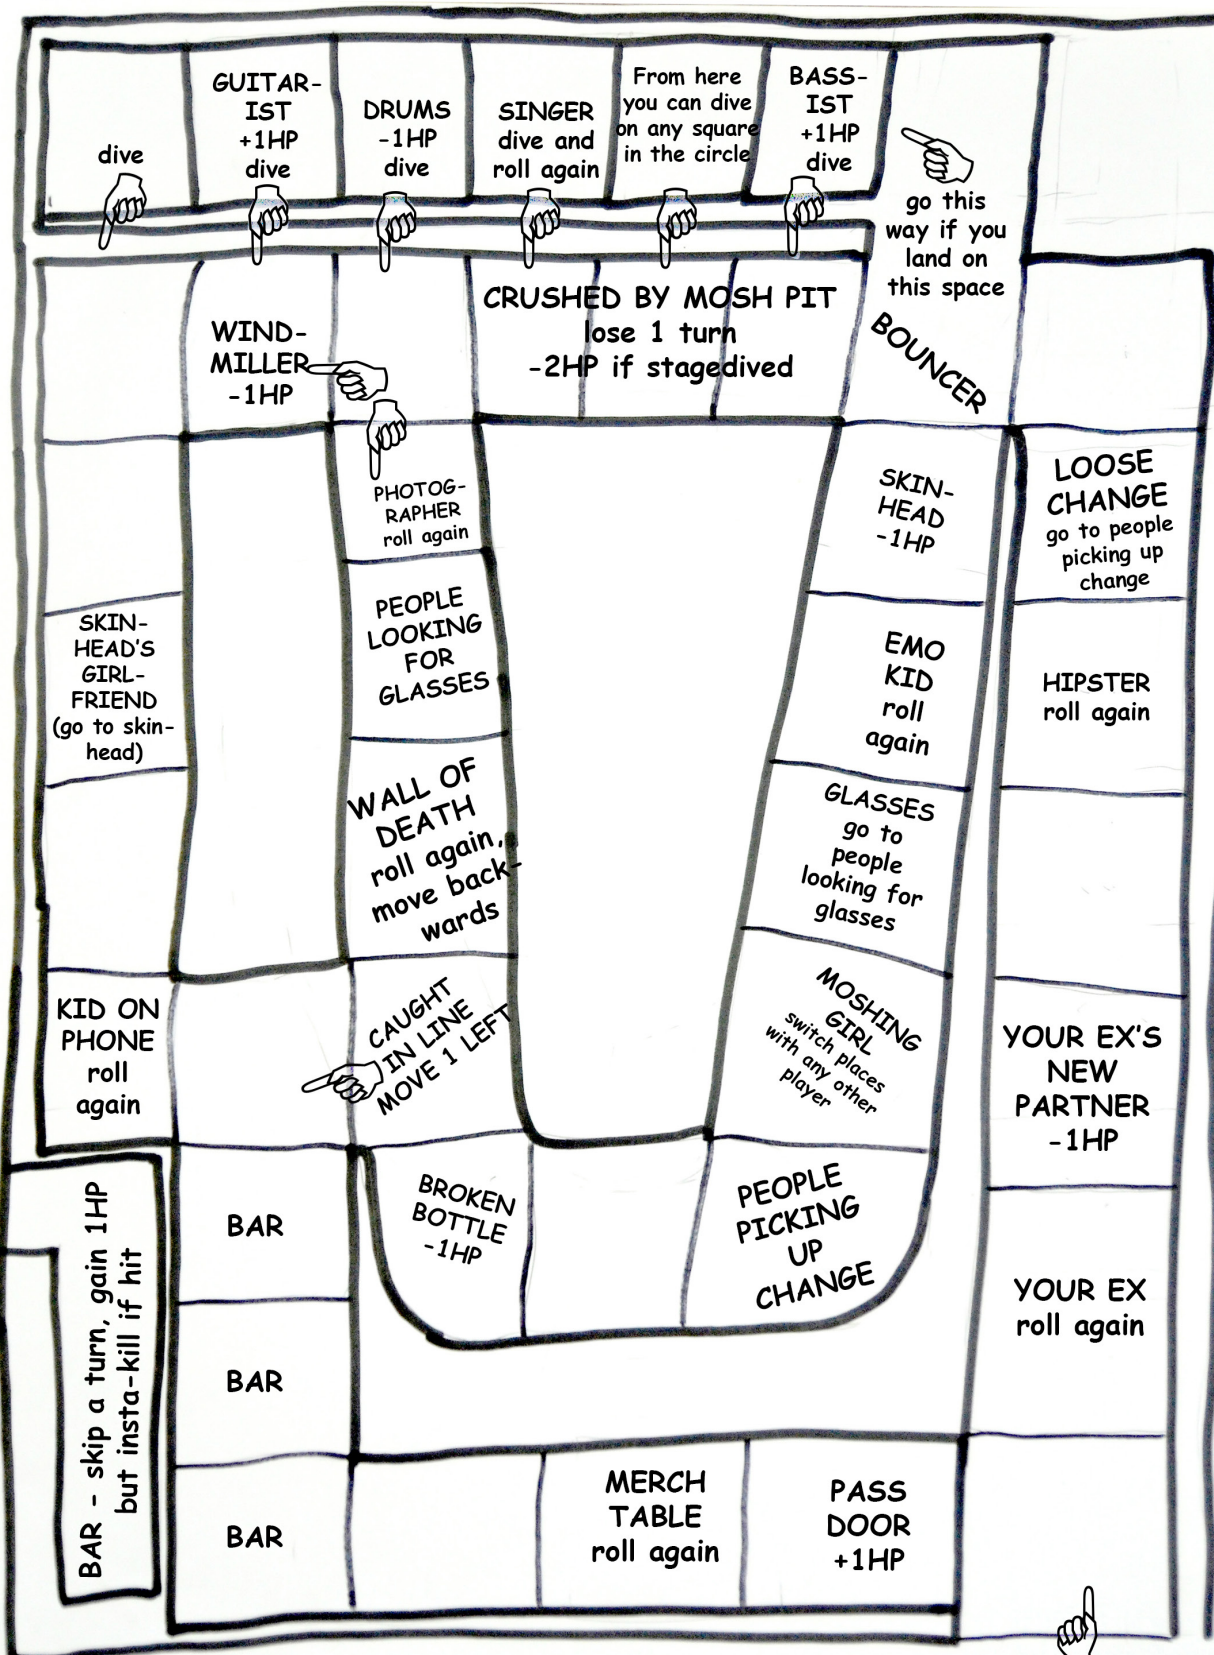 dive
GUITAR-
IST
+1HP
dive
DRUMS
-1HP
dive
SINGER
dive and
roll again
From here
you can dive
on any square
in the circle
BASS-
IST
+1HP
dive
go this
way if you
land on
this space
BOUNCER
WIND-
MILLER
-1HP
CRUSHED BY MOSH PIT
lose 1 turn
-2HP if stagedived
PHOTOG-
RAPHER
roll again
SKIN-
HEAD
-1HP
LOOSE
CHANGE
go to people
picking up
change
SKIN-
HEAD'S
GIRL-
FRIEND
(go to skin-
head)
PEOPLE
LOOKING
FOR
GLASSES
EMO
KID
roll
again
HIPSTER
roll again
WALL OF
DEATH
roll again,
move back-
wards
GLASSES
go to
people
looking for
glasses
KID ON
PHONE
roll
again
CAUGHT
IN LINE
MOVE 1 LEFT
MOSHING
GIRL
switch places
with any other
player
YOUR EX'S
NEW
PARTNER
-1HP
BROKEN
BOTTLE
-1HP
PEOPLE
PICKING
UP
CHANGE
YOUR EX
roll again
BAR - skip a turn, gain 1HP
but insta-kill if hit
BAR
BAR
BAR
MERCH
TABLE
roll again
PASS
DOOR
+1HP